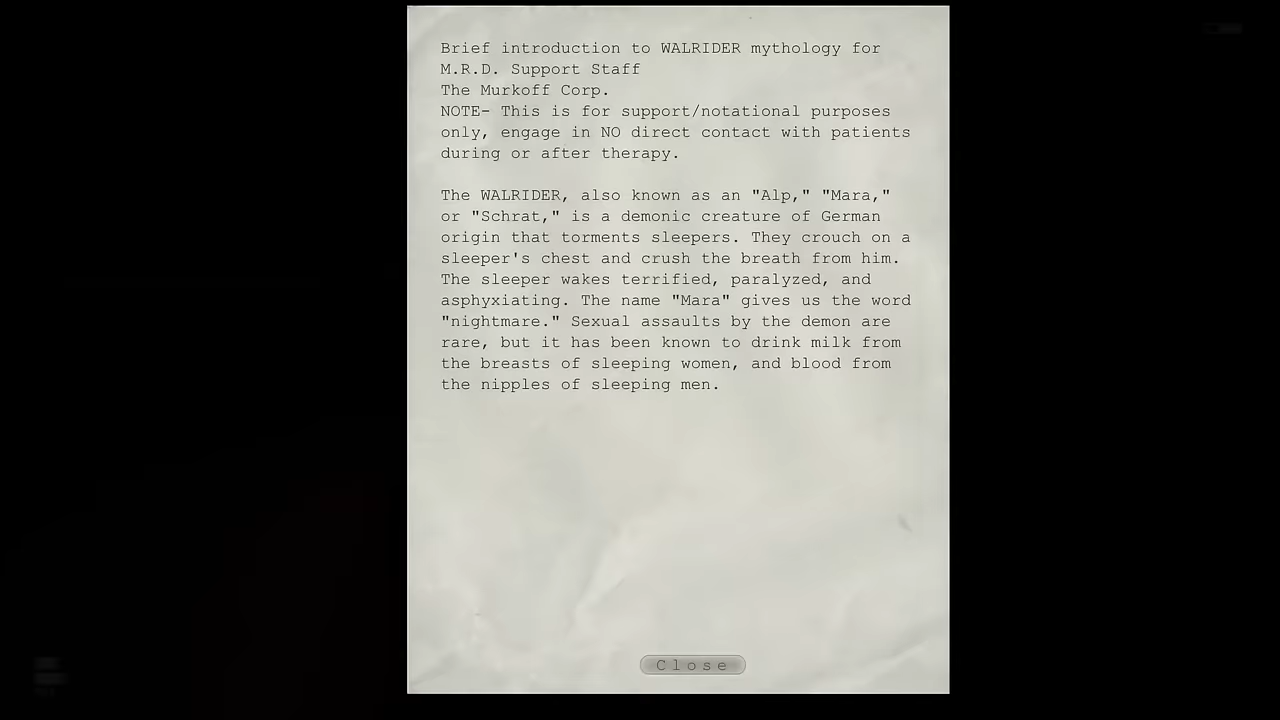 Brief introduction to WALRIDER mythology for
M.R.D. Support Staff
The Murkoff Corp.
NOTE- This is for support/notational purposes
only, engage in NO direct contact with patients
during or after therapy.
The WALRIDER, also known as an "Alp," "Mara,"
or "Schrat," is a demonic creature of German
origin that torments sleepers. They crouch on a
sleeper's chest and crush the breath from him.
The sleeper wakes terrified, paralyzed, and
asphyxiating. The name "Mara" gives us the word
"nightmare." Sexual assaults by the demon are
rare, but it has been known to drink milk from
the breasts of sleeping women, and blood from
the nipples of sleeping men.
Close